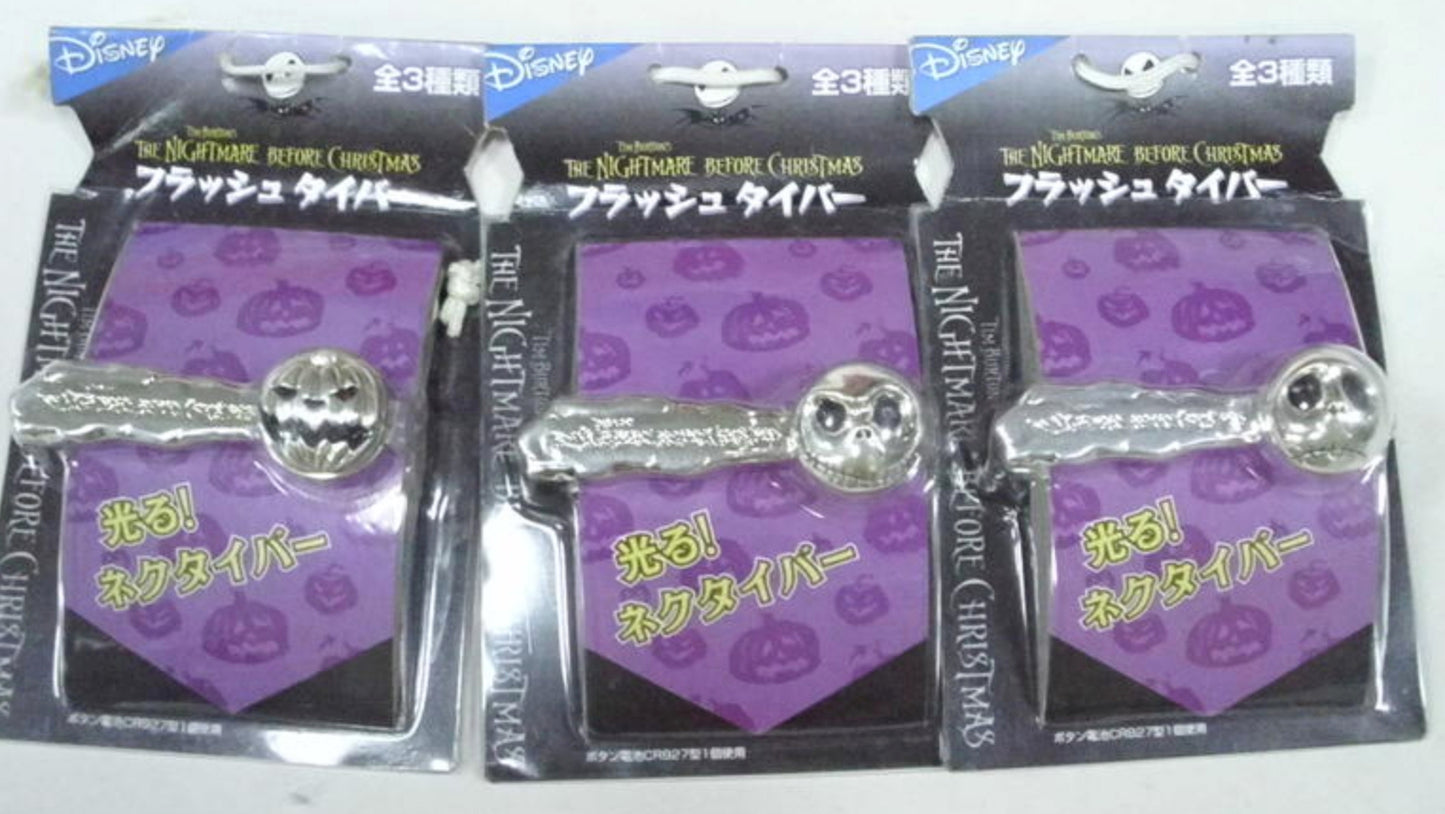 Disney
全3種類
TIM BURTON'S
THE NIGHTMARE BEFORE CHRISTMAS
フラッシュ タイバー
THE NIGHT
FORE CHRISTMAS
光る!
ネクタイバー
ボタン電池CR927型1個使用
Disney
全3種類
TIM BURTON'S
THE NIGHTMARE BEFORE CHRISTMAS
フラッシュ タイバー
TIM BURT
THE NIGHTMARE
HRISTMAS
光る!
ネクタイバー
ボタン電池CR927型1個使用
Disney
全3種類
TIM BURTON'S
THE NIGHTMARE BEFORE CHRISTMAS
フラッシュ タイバー
TIM BURTON
THE NIGHTMARE BEFORE CHRISTMAS
光る!
ネクタイバー
ボタン電池CR927型1個使用